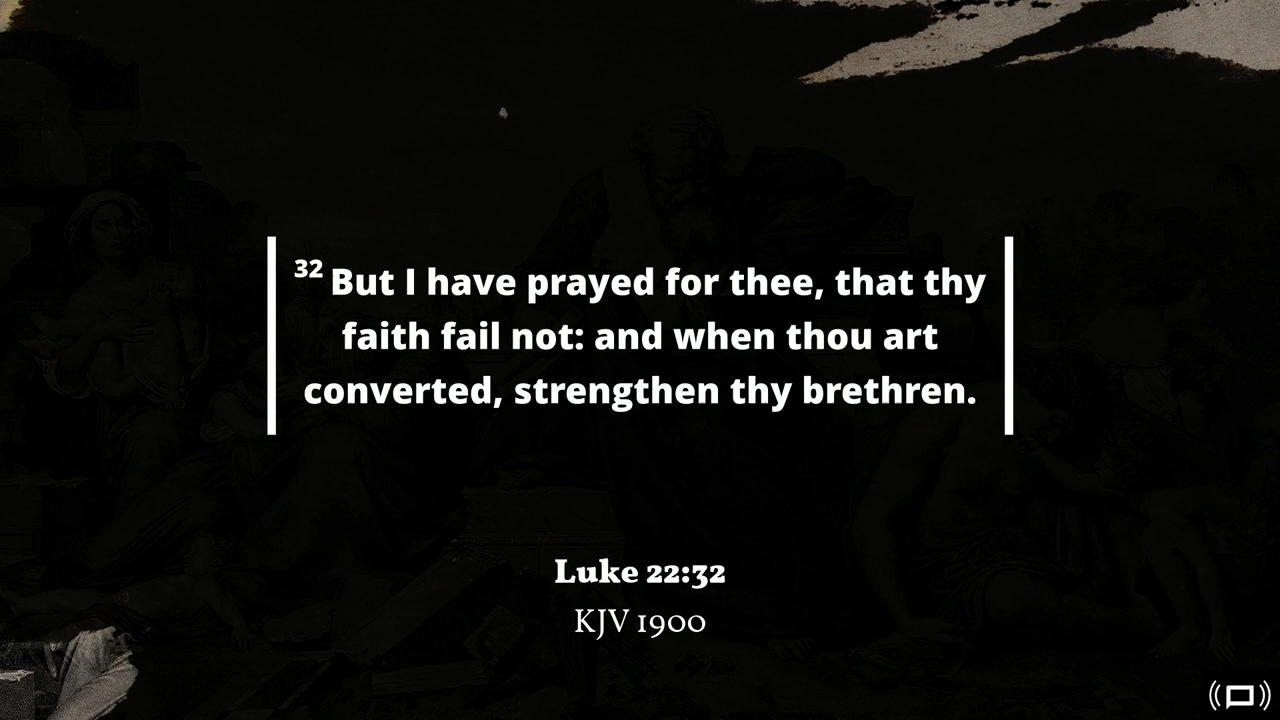 32 But I have prayed for thee, that thy
faith fail not: and when thou art
converted, strengthen thy brethren.
Luke 22:32
KJV 1900